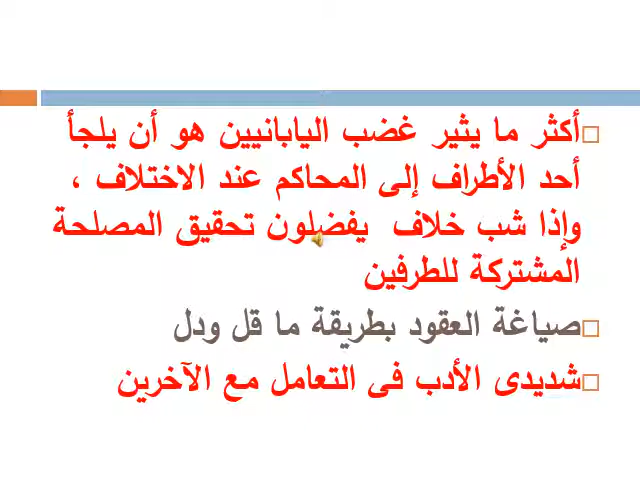 أكثر ما يثير غضب اليابانيين هو أن يلجأ
أحد الأطراف إلى المحاكم عند الاختلاف ،
وإذا شب خلاف يفضلون تحقيق المصلحة
المشتركة للطرفين
صياغة العقود بطريقة ما قل ودل
شديدى الأدب فى التعامل مع الآخرين